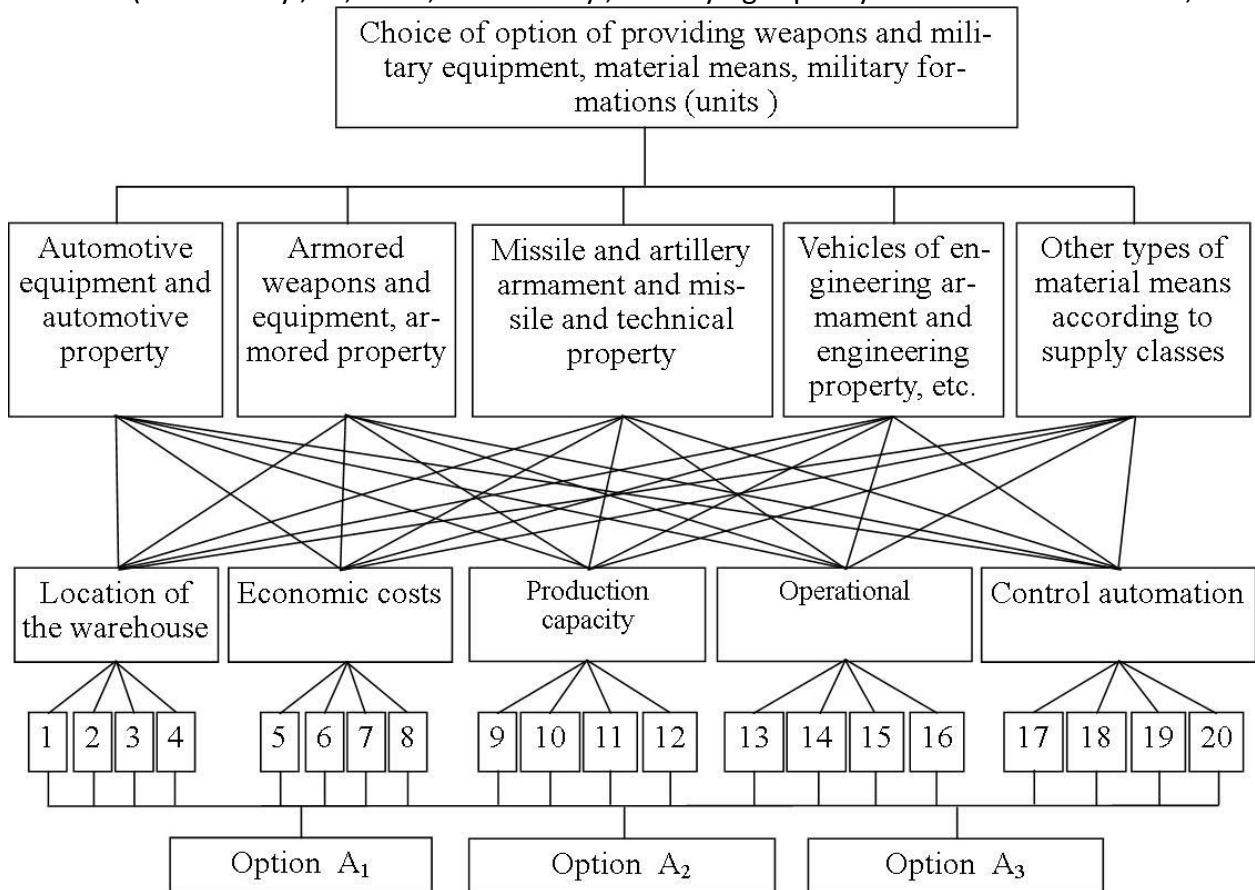 Choice of option of providing weapons and mili-
tary equipment, material means, military for-
mations (units )
Automotive
equipment and
automotive
property
Armored
weapons and
equipment, ar-
mored property
Missile and artillery
armament and mis-
sile and technical
property
Vehicles of en-
gineering ar-
mament and
engineering
property, etc.
Other types of
material means
according to
supply classes
Location of
the warehouse
Economic costs
Production
capacity
Operational
Control automation
1 2 3 4 5 6 7 8 9 10 11 12 13 14 15 16 17 18 19 20
Option A₁
Option A₂
Option A₃